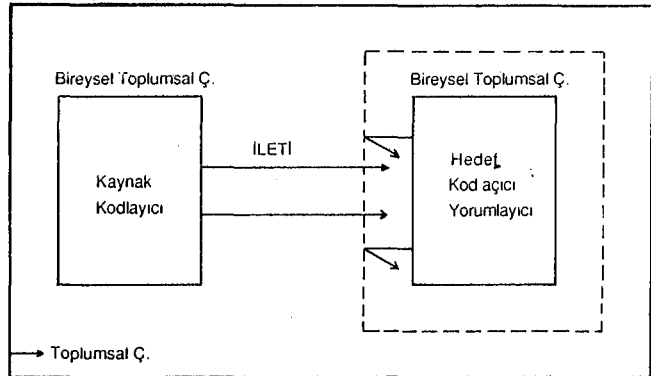 Bireysel Toplumsal Ç.
Bireysel Toplumsal Ç.
İLETİ
Kaynak
Kodlayıcı
Hedef
Kod açıcı
Yorumlayıcı
Toplumsal Ç.